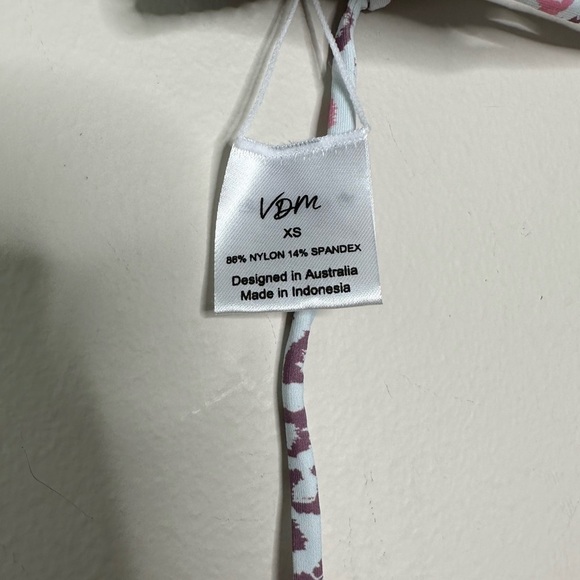 VDM
XS
86% NYLON 14% SPANDEX
Designed in Australia
Made in Indonesia